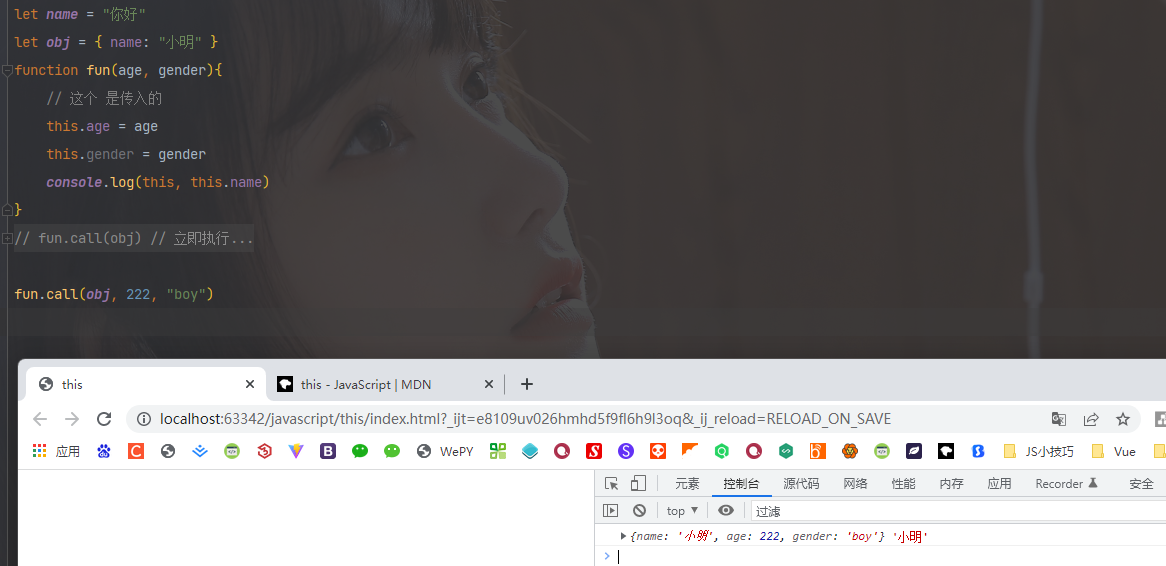 let name = "你好"
let obj = { name: "小明" }
function fun(age, gender){
// 这个 是传入的
this.age = age
this.gender = gender
console.log(this, this.name)
}
// fun.call(obj) // 立即执行...
fun.call(obj, 222, "boy")
this
this - JavaScript | MDN
localhost:63342/javascript/this/index.html?_ijt=e8109uv026hmhd5f9fl6h9l3oq&_ij_reload=RELOAD_ON_SAVE
应用 WePY JS小技巧 Vue
元素 控制台 源代码 网络 性能 内存 应用 Recorder 安全
top 过滤
{name: '小明', age: 222, gender: 'boy'} '小明'